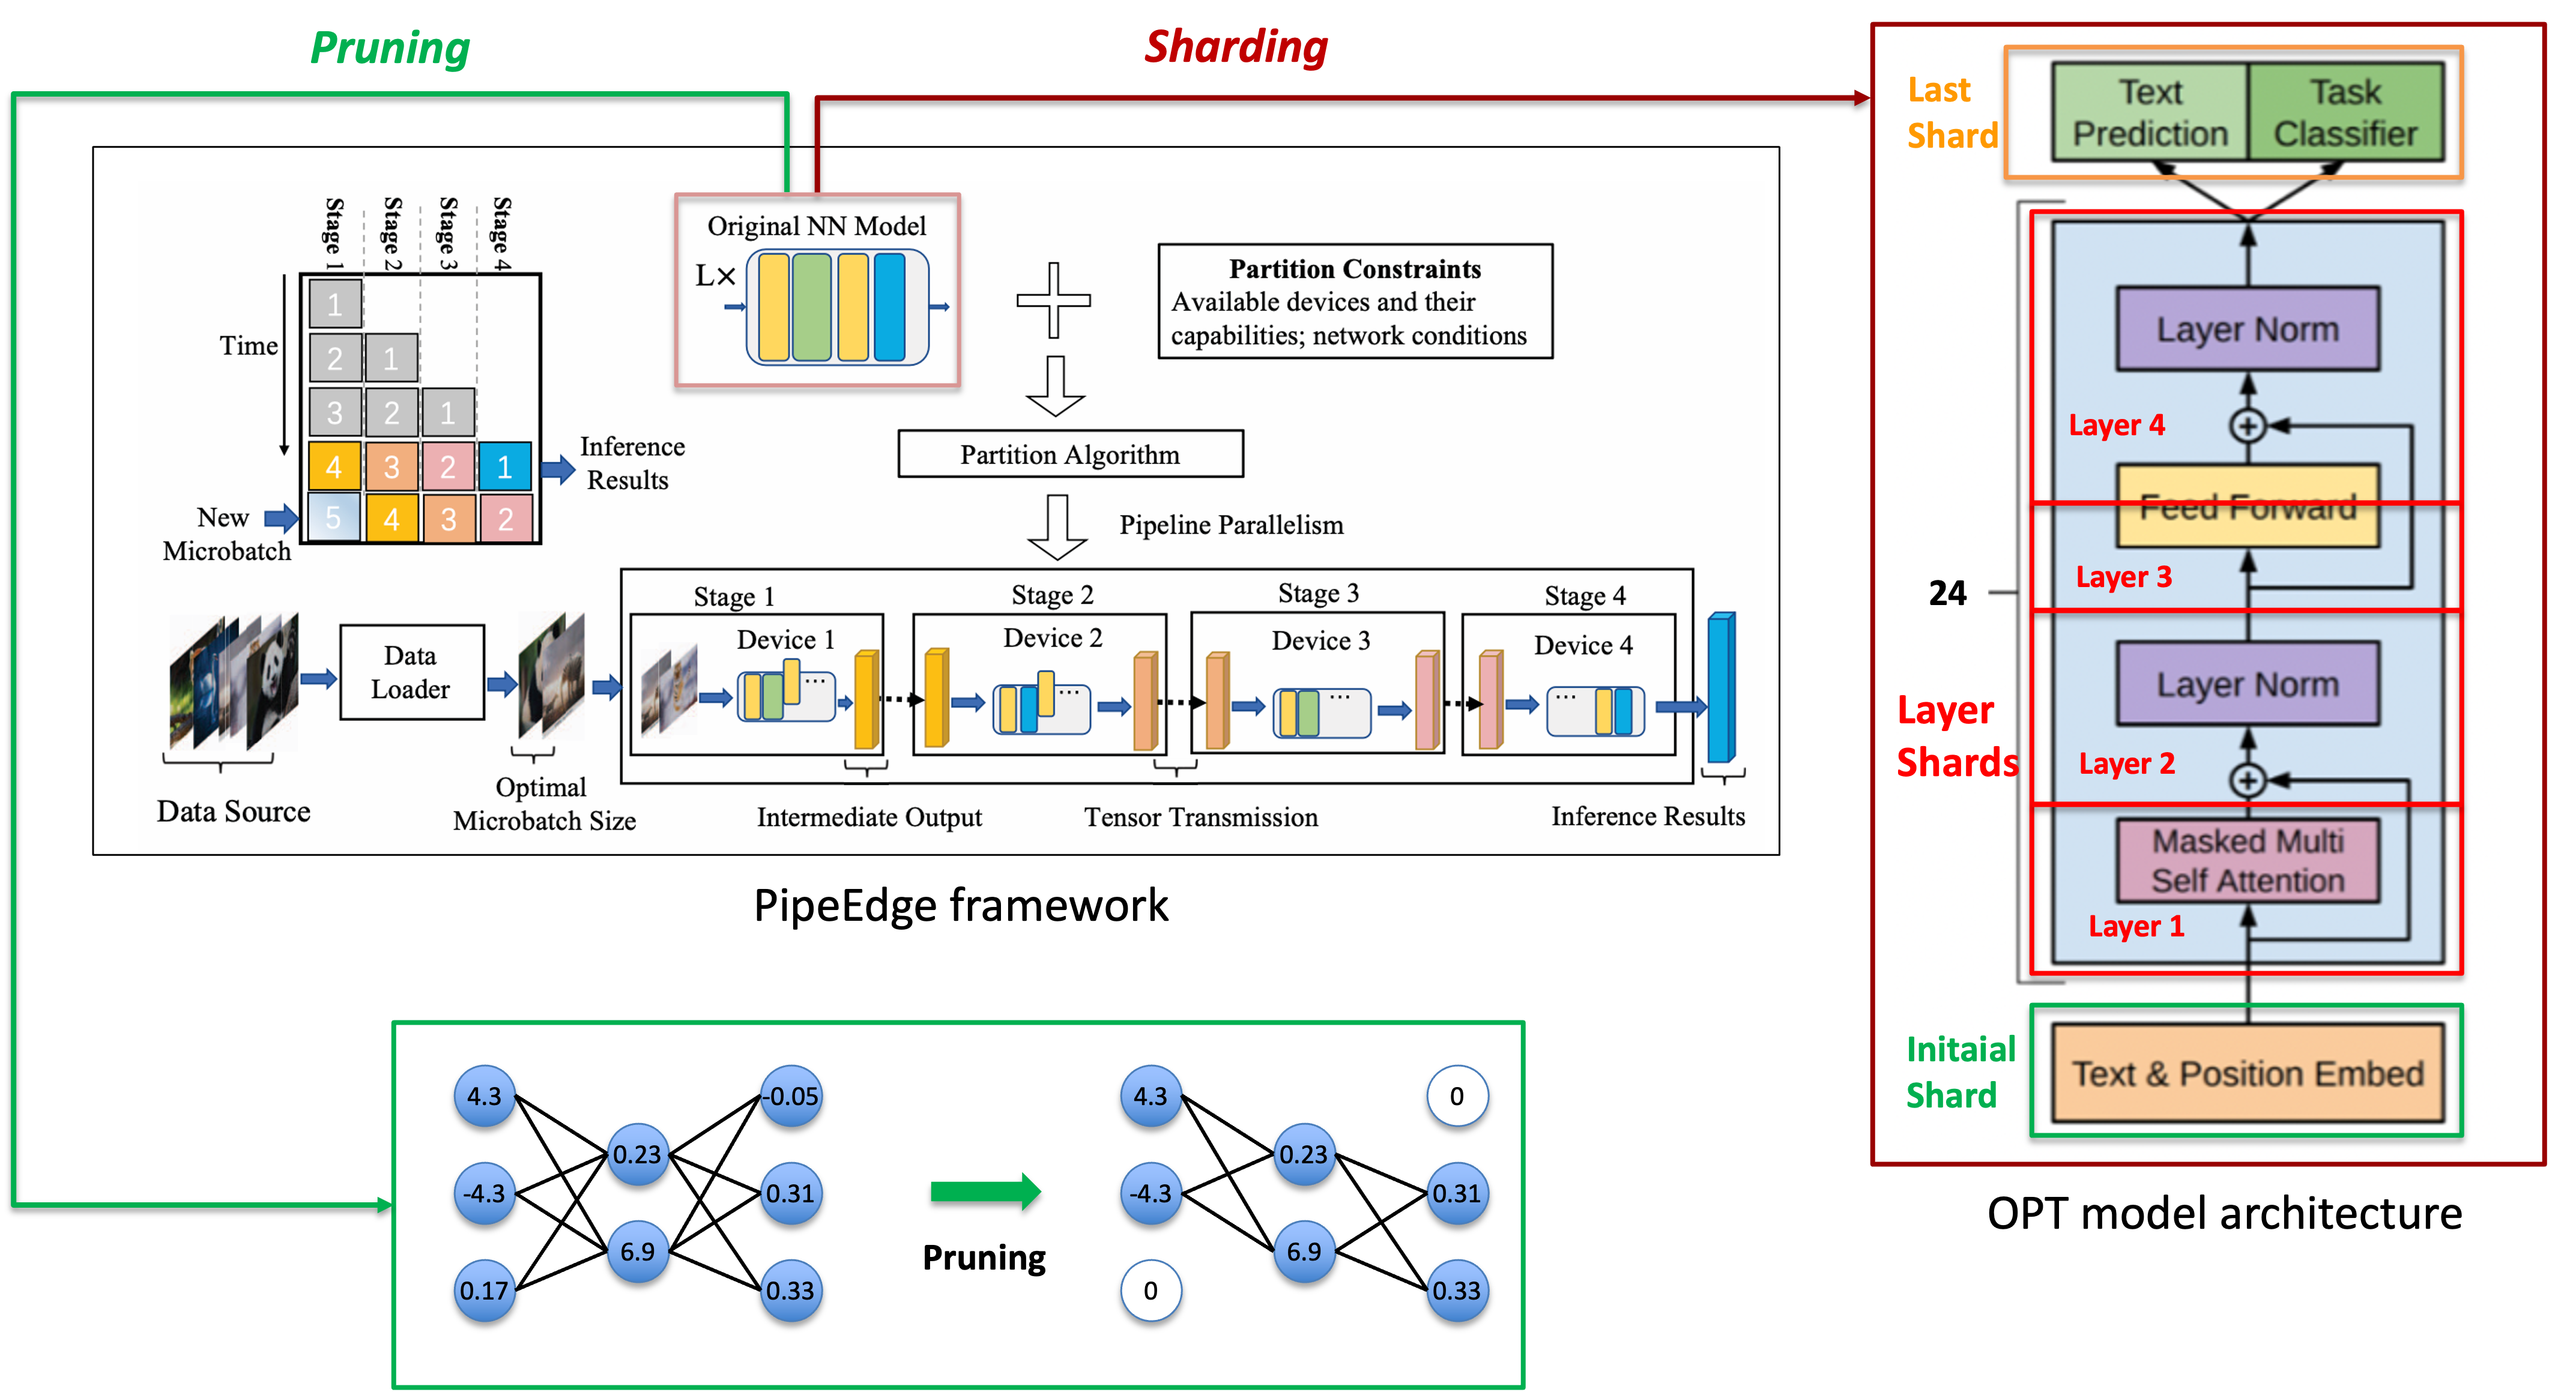 Pruning
Sharding
Stage 1
Stage 2
Stage 3
Stage 4
Time
1
2 1
3 2 1
4 3 2 1
5 4 3 2
Inference
Results
New
Microbatch
Original NN Model
L×
Partition Constraints
Available devices and their
capabilities; network conditions
Partition Algorithm
Pipeline Parallelism
Data Source
Data
Loader
Optimal
Microbatch Size
Stage 1
Device 1
...
Stage 2
Device 2
...
Stage 3
Device 3
...
Stage 4
Device 4
...
Intermediate Output
Tensor Transmission
Inference Results
PipeEdge framework
4.3
-4.3
0.17
0.23
6.9
-0.05
0.31
0.33
Pruning
4.3
-4.3
0
0.23
6.9
0
0.31
0.33
Last
Shard
Text
Prediction
Task
Classifier
Layer Norm
+
Layer 4
Feed Forward
Layer 3
24
Layer Norm
Layer
Shards
Layer 2
+
Masked Multi
Self Attention
Layer 1
Initaial
Shard
Text & Position Embed
OPT model architecture